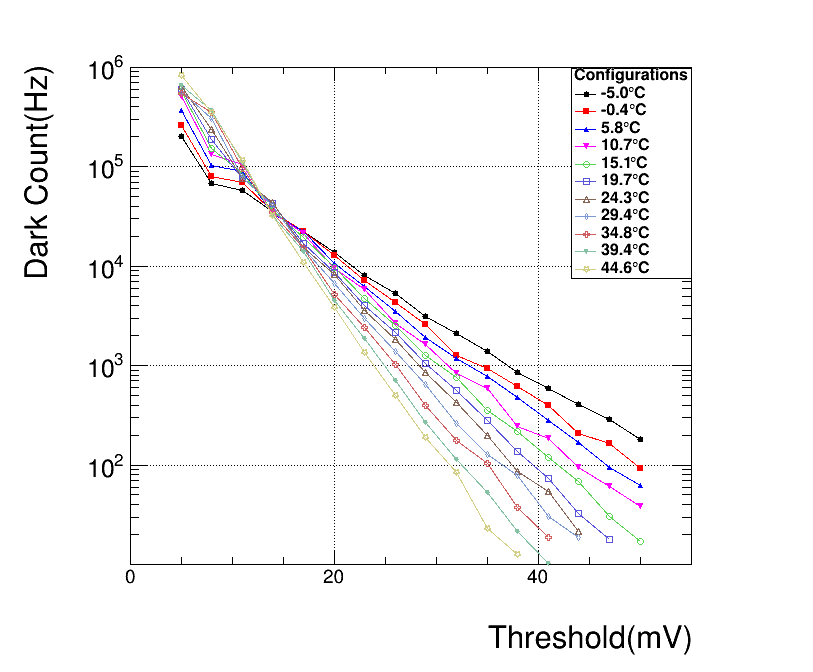 Dark Count(Hz)
10^6
10^5
10^4
10^3
10^2
Configurations
-5.0°C
-0.4°C
5.8°C
10.7°C
15.1°C
19.7°C
24.3°C
29.4°C
34.8°C
39.4°C
44.6°C
0 20 40
Threshold(mV)